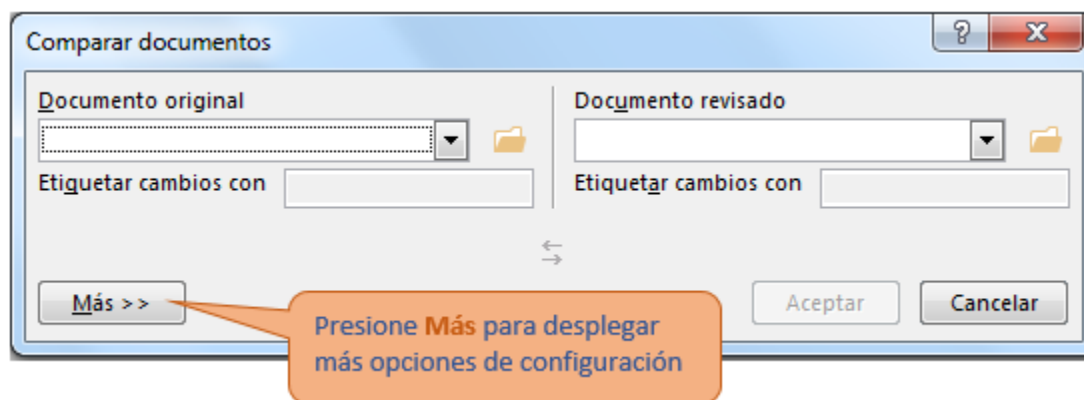 Comparar documentos
Documento original
Documento revisado
Etiquetar cambios con
Etiquetar cambios con
Más >>
Aceptar
Cancelar
Presione Más para desplegar
más opciones de configuración